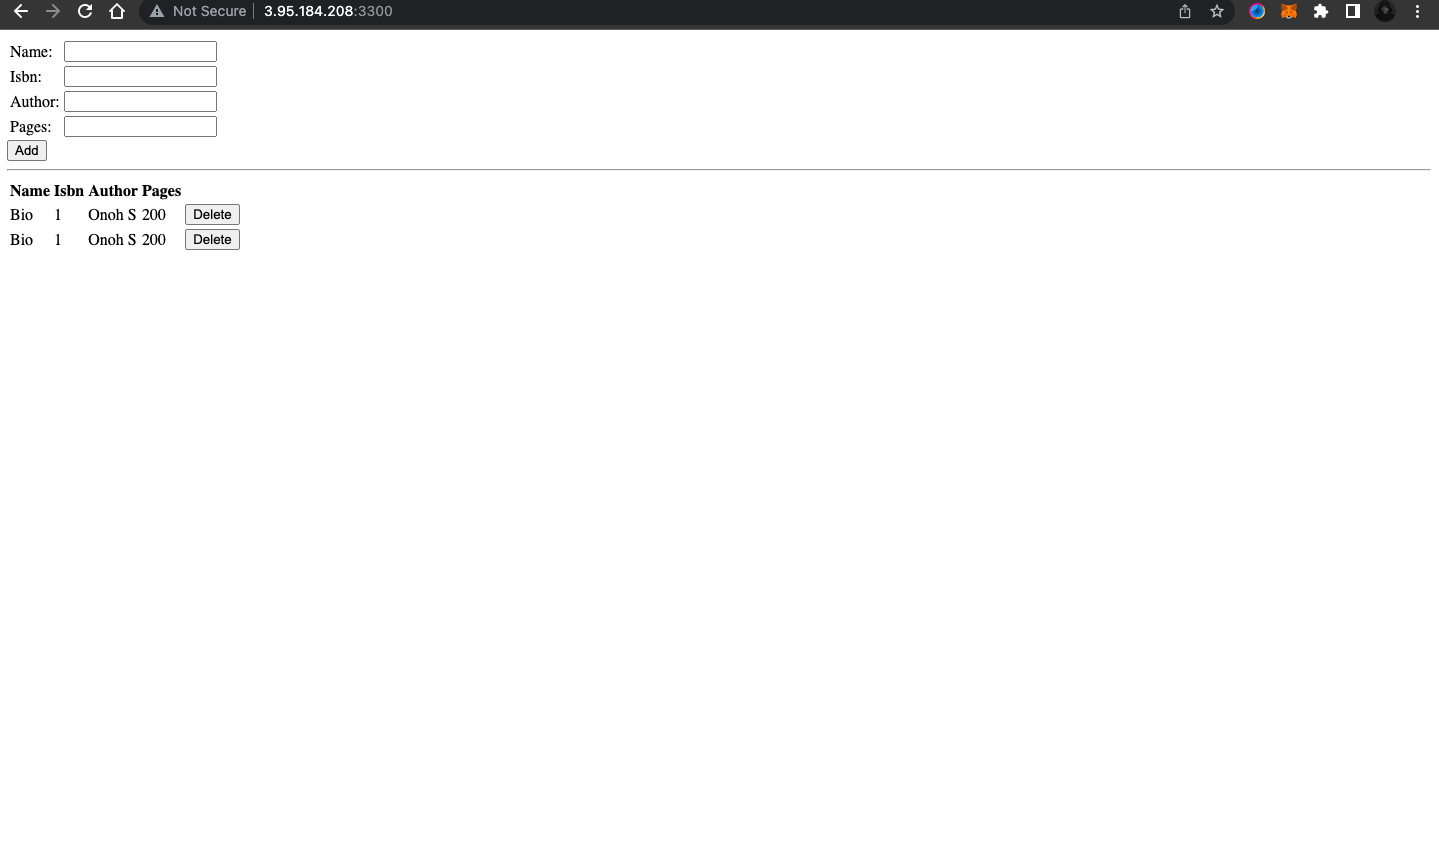 Not Secure 3.95.184.208:3300
Name:
Isbn:
Author:
Pages:
Add
Name Isbn Author Pages
Bio 1 Onoh S 200 Delete
Bio 1 Onoh S 200 Delete